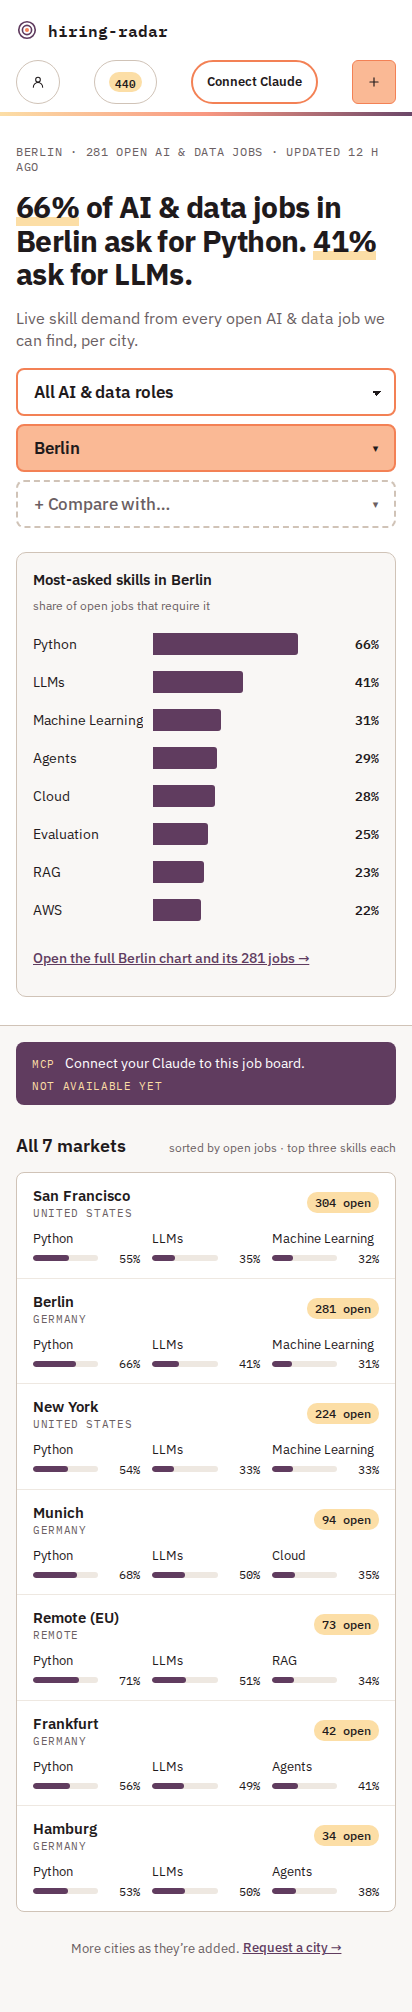 hiring-radar
440
Connect Claude
+
BERLIN · 281 OPEN AI & DATA JOBS · UPDATED 12 H
AGO
66% of AI & data jobs in
Berlin ask for Python. 41%
ask for LLMs.
Live skill demand from every open AI & data job we
can find, per city.
All AI & data roles
Berlin
+ Compare with...
Most-asked skills in Berlin
share of open jobs that require it
Python 66%
LLMs 41%
Machine Learning 31%
Agents 29%
Cloud 28%
Evaluation 25%
RAG 23%
AWS 22%
Open the full Berlin chart and its 281 jobs →
MCP Connect your Claude to this job board.
NOT AVAILABLE YET
All 7 markets sorted by open jobs · top three skills each
San Francisco 304 open
UNITED STATES
Python LLMs Machine Learning
55% 35% 32%
Berlin 281 open
GERMANY
Python LLMs Machine Learning
66% 41% 31%
New York 224 open
UNITED STATES
Python LLMs Machine Learning
54% 33% 33%
Munich 94 open
GERMANY
Python LLMs Cloud
68% 50% 35%
Remote (EU) 73 open
REMOTE
Python LLMs RAG
71% 51% 34%
Frankfurt 42 open
GERMANY
Python LLMs Agents
56% 49% 41%
Hamburg 34 open
GERMANY
Python LLMs Agents
53% 50% 38%
More cities as they're added. Request a city →